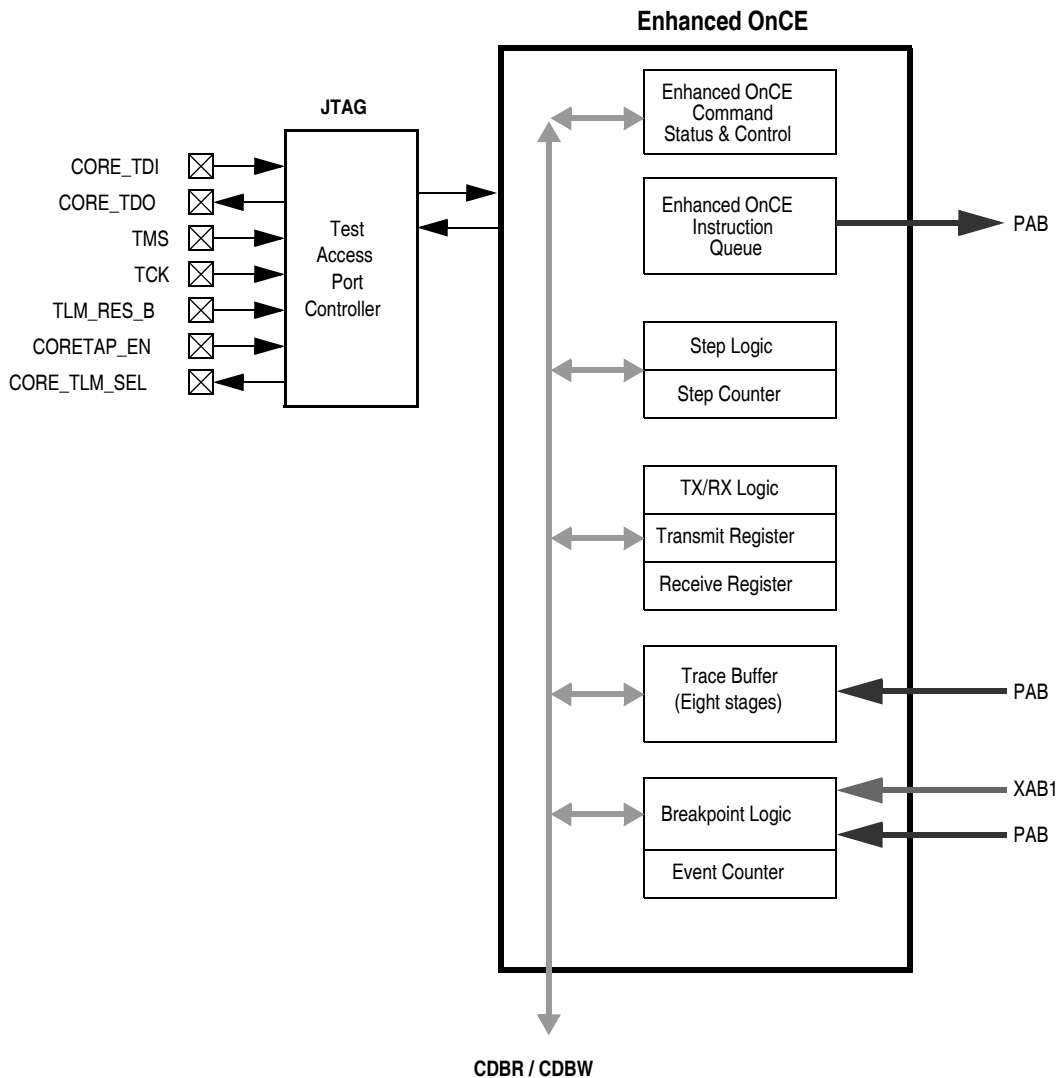 Enhanced OnCE
JTAG
CORE_TDI
CORE_TDO
TMS
TCK
TLM_RES_B
CORETAP_EN
CORE_TLM_SEL
Test
Access
Port
Controller
Enhanced OnCE
Command
Status & Control
Enhanced OnCE
Instruction
Queue
PAB
Step Logic
Step Counter
TX/RX Logic
Transmit Register
Receive Register
Trace Buffer
(Eight stages)
PAB
Breakpoint Logic
Event Counter
XAB1
PAB
CDBR / CDBW